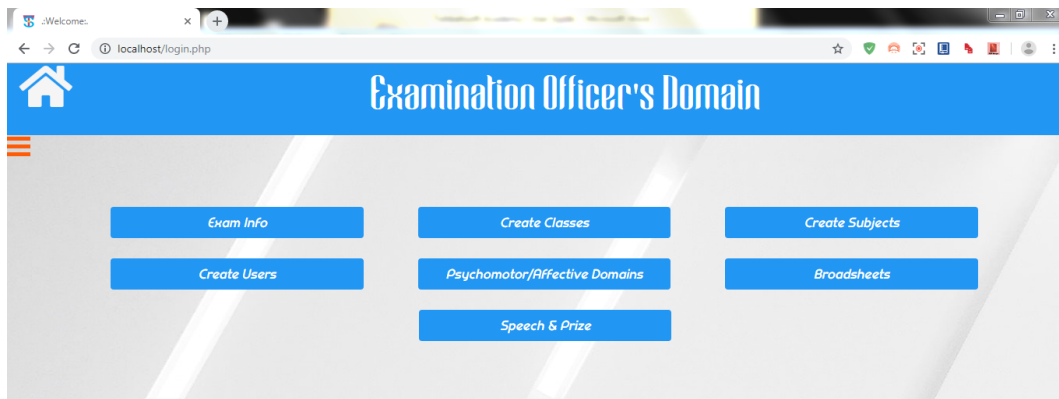 .:Welcome:.
localhost/login.php
Examination Officer's Domain
Exam Info
Create Classes
Create Subjects
Create Users
Psychomotor/Affective Domains
Broadsheets
Speech & Prize